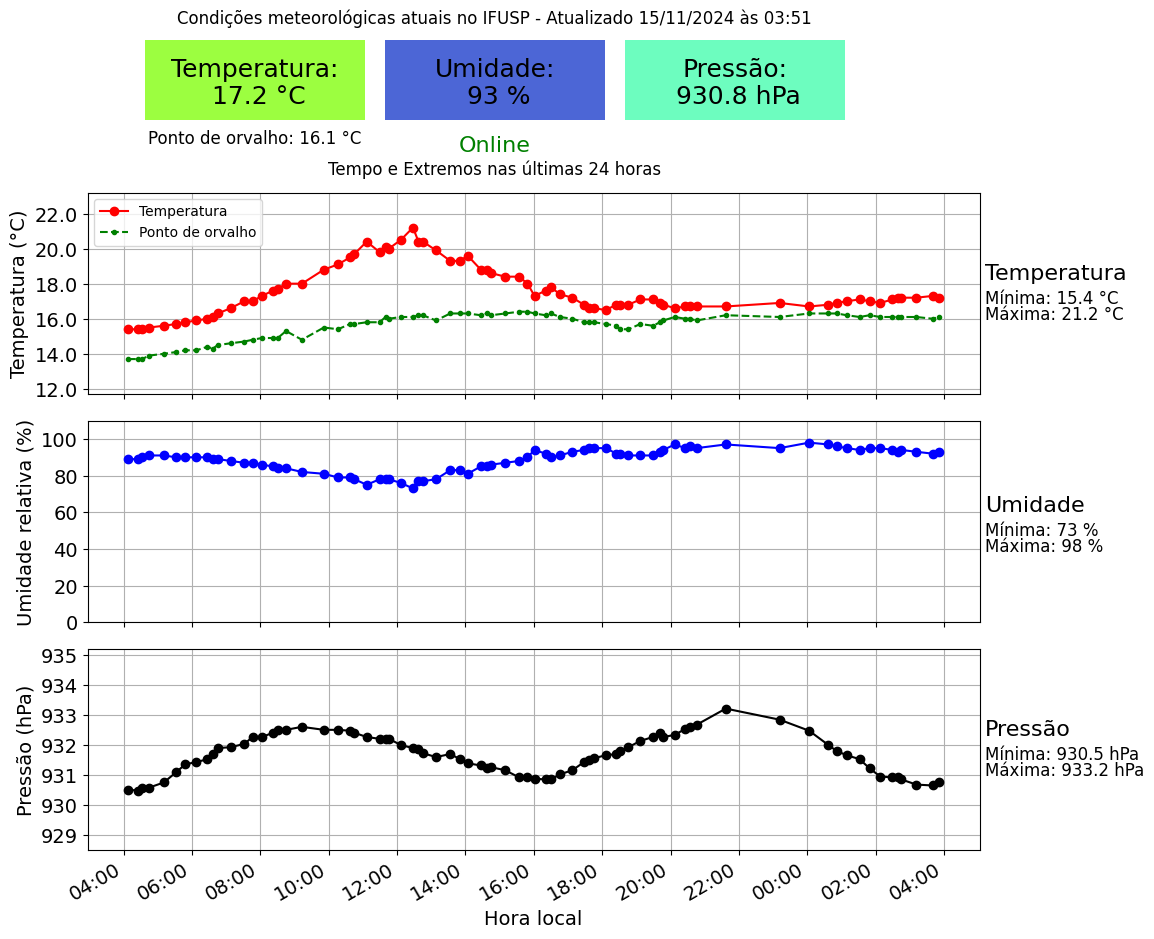 Condições meteorológicas atuais no IFUSP - Atualizado 15/11/2024 às 03:51
Temperatura:
17.2 °C
Umidade:
93 %
Pressão:
930.8 hPa
Ponto de orvalho: 16.1 °C
Online
Tempo e Extremos nas últimas 24 horas
Temperatura (°C)
22.0
20.0
18.0
16.0
14.0
12.0
Temperatura
Ponto de orvalho
Temperatura
Mínima: 15.4 °C
Máxima: 21.2 °C
Umidade relativa (%)
100
80
60
40
20
0
Umidade
Mínima: 73 %
Máxima: 98 %
Pressão (hPa)
935
934
933
932
931
930
929
Pressão
Mínima: 930.5 hPa
Máxima: 933.2 hPa
04:00
06:00
08:00
10:00
12:00
14:00
16:00
18:00
20:00
22:00
00:00
02:00
04:00
Hora local